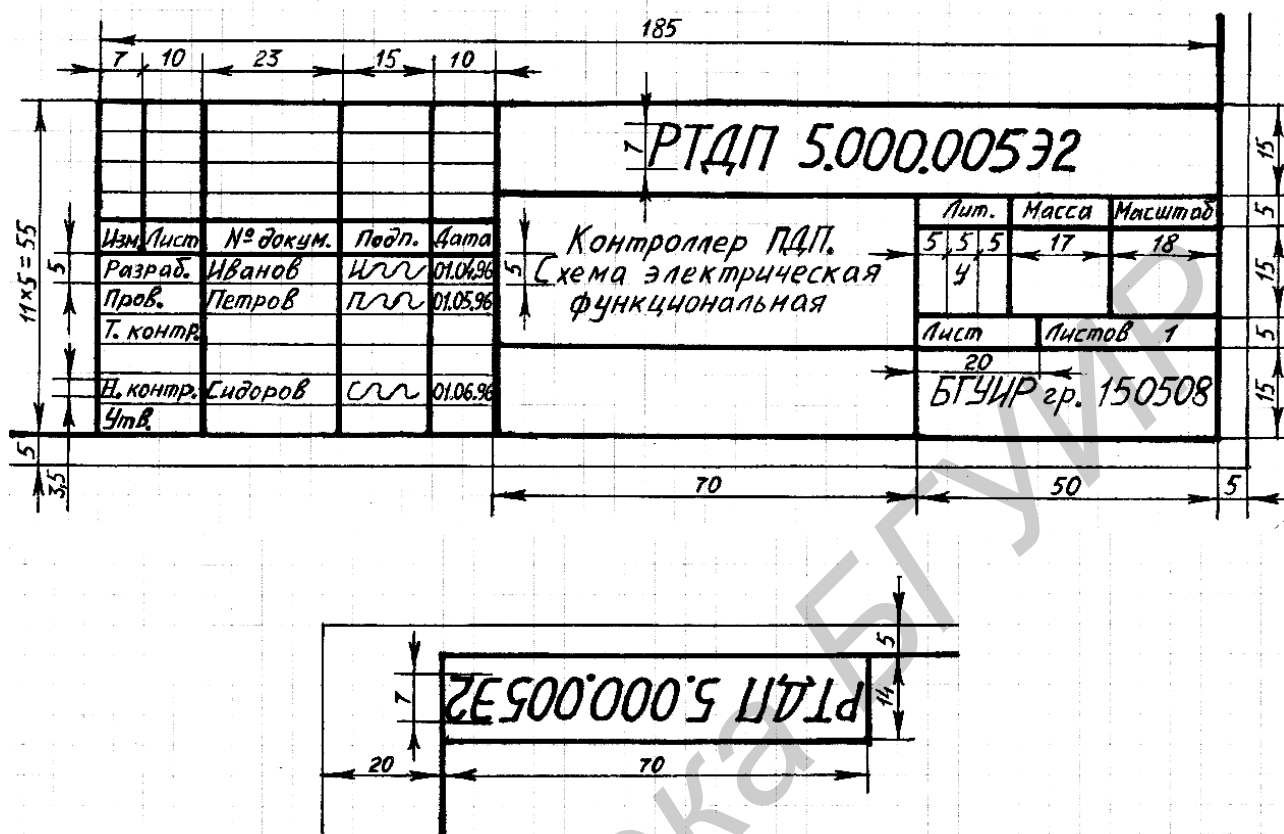 185
7 10 23 15 10
7 РТДП 5.000.005Э2 15
Лит. Масса Масштаб 5
Изм. Лист № докум. Подп. Дата
5 5 5 17 18
11×5=55
5 Разраб. Иванов 01.04.96
Пров. Петров 01.05.96
Т. контр.
Н. контр. Сидоров 01.06.96
Утв.
5 Контроллер ПДП.
Схема электрическая
функциональная
У 15
Лист Листов 1 5
20
БГУИР гр. 150508 15
5 3,5 70 50 5
5
7 РТДП 5.000.005Э2 14
20 70
ка БГУИР